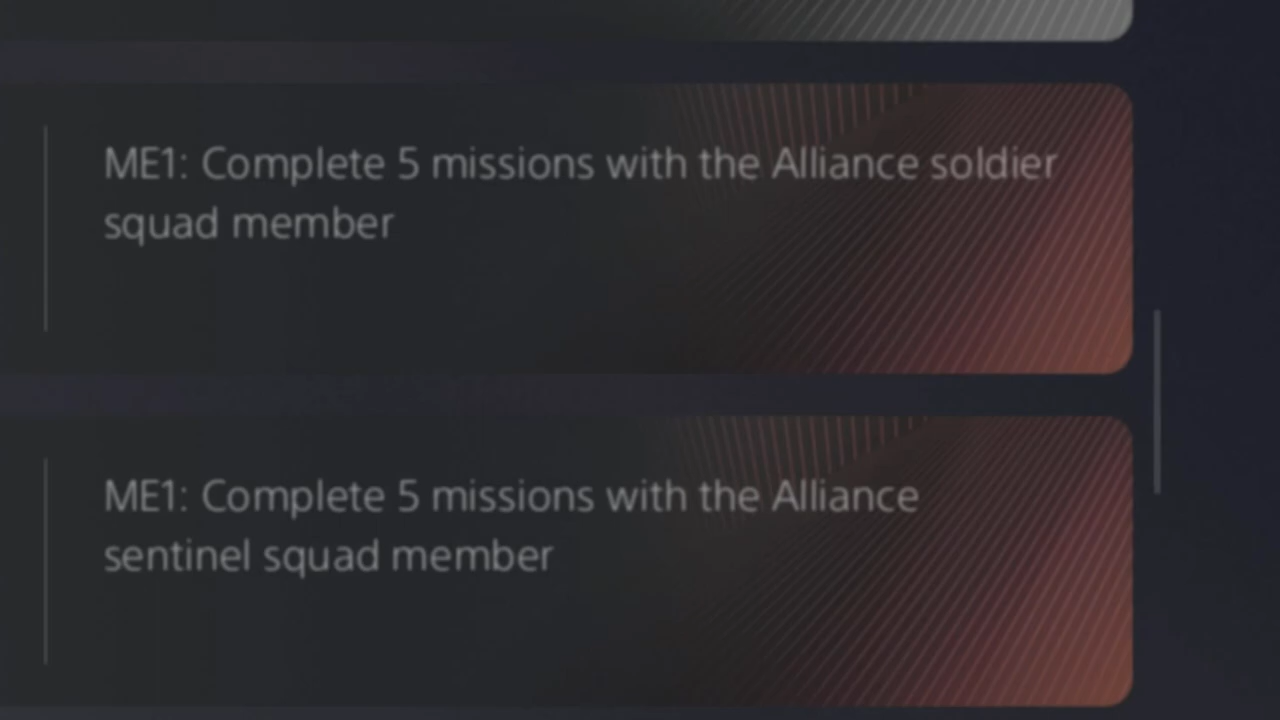 ME1: Complete 5 missions with the Alliance soldier
squad member
ME1: Complete 5 missions with the Alliance
sentinel squad member